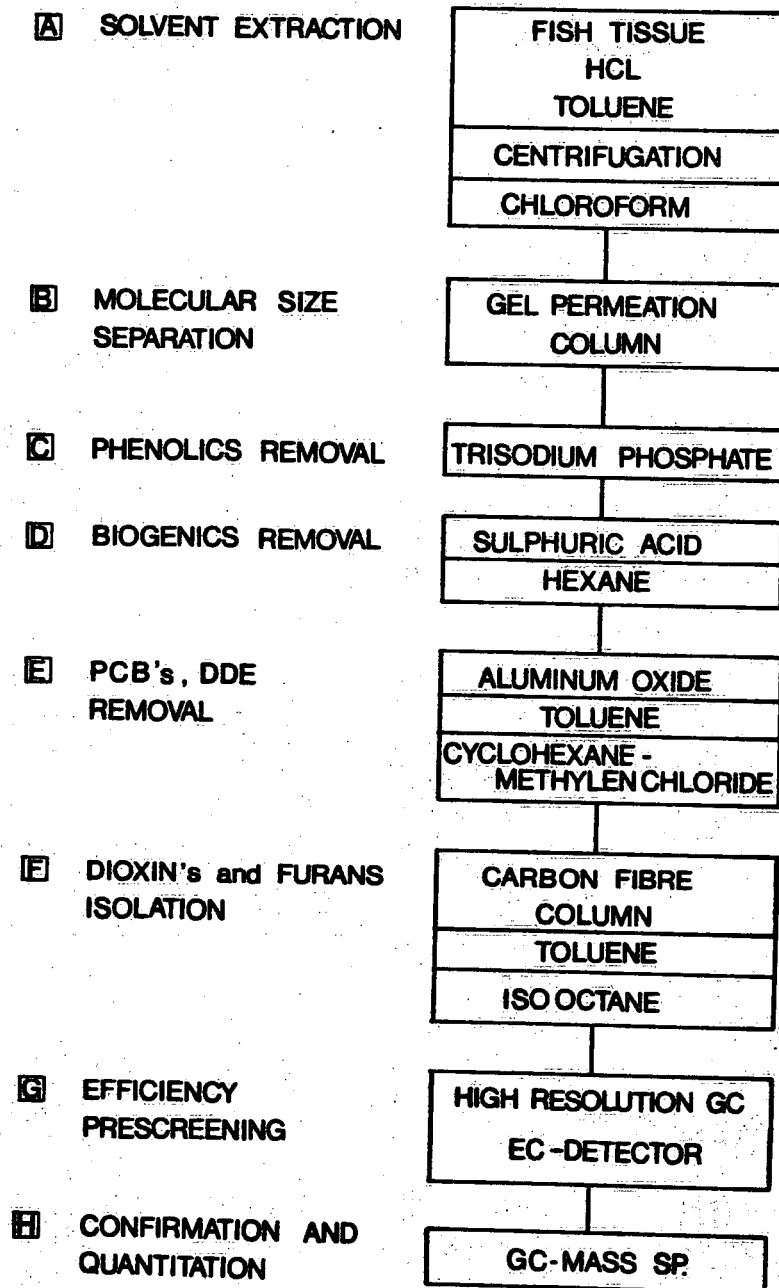 A SOLVENT EXTRACTION
FISH TISSUE
HCL
TOLUENE
CENTRIFUGATION
CHLOROFORM
B MOLECULAR SIZE
SEPARATION
GEL PERMEATION
COLUMN
C PHENOLICS REMOVAL
TRISODIUM PHOSPHATE
D BIOGENICS REMOVAL
SULPHURIC ACID
HEXANE
E PCB's, DDE
REMOVAL
ALUMINUM OXIDE
TOLUENE
CYCLOHEXANE-
METHYLEN CHLORIDE
F DIOXIN's and FURANS
ISOLATION
CARBON FIBRE
COLUMN
TOLUENE
ISO OCTANE
G EFFICIENCY
PRESCREENING
HIGH RESOLUTION GC
EC-DETECTOR
H CONFIRMATION AND
QUANTITATION
GC-MASS SP.